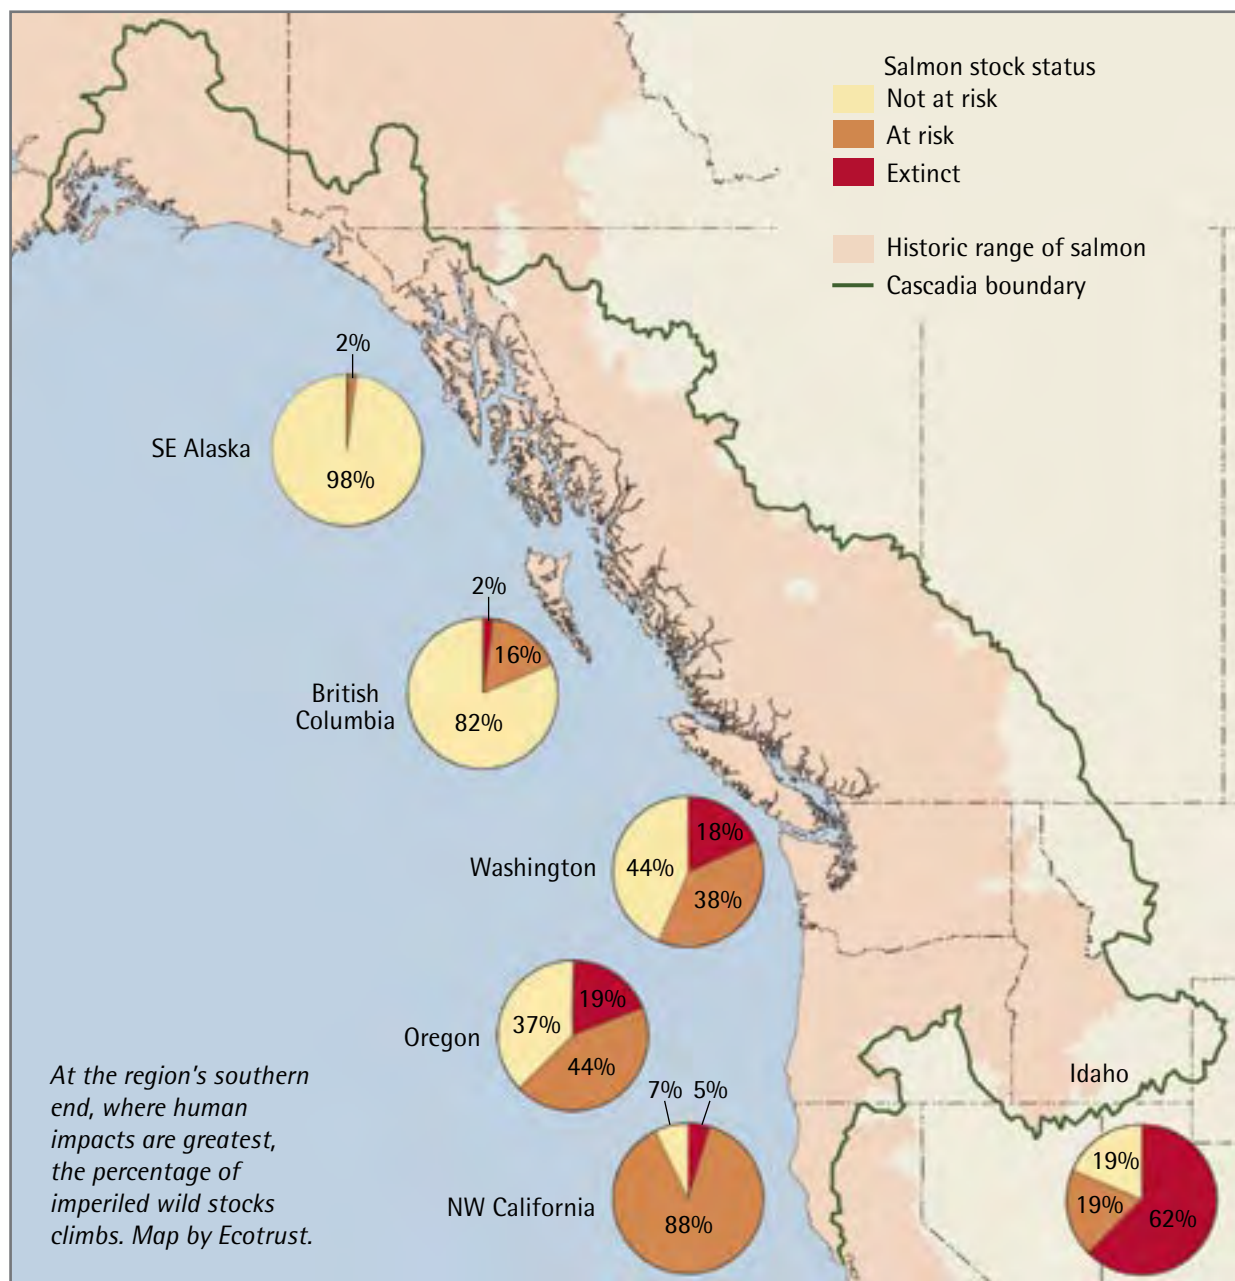 Salmon stock status
Not at risk
At risk
Extinct
Historic range of salmon
Cascadia boundary
2%
SE Alaska
98%
2%
16%
British
Columbia
82%
18%
Washington
44%
38%
19%
37%
Oregon
44%
7% 5%
NW California
88%
Idaho
19%
19%
62%
At the region's southern
end, where human
impacts are greatest,
the percentage of
imperiled wild stocks
climbs. Map by Ecotrust.